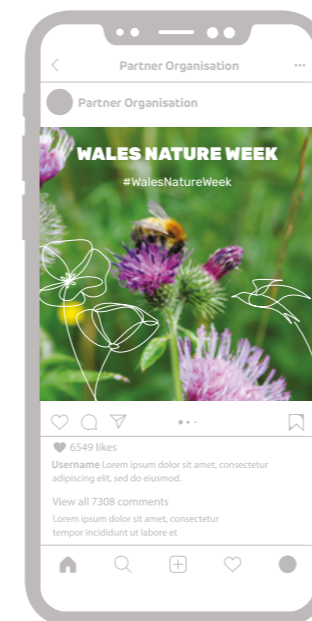 Partner Organisation
Partner Organisation
WALES NATURE WEEK
#WalesNatureWeek
6549 likes
Username Lorem ipsum dolor sit amet, consectetur
adipiscing elit, sed do eiusmod.
View all 7308 comments
Lorem ipsum dolor sit amet, consectetur
tempor incididunt ut labore et